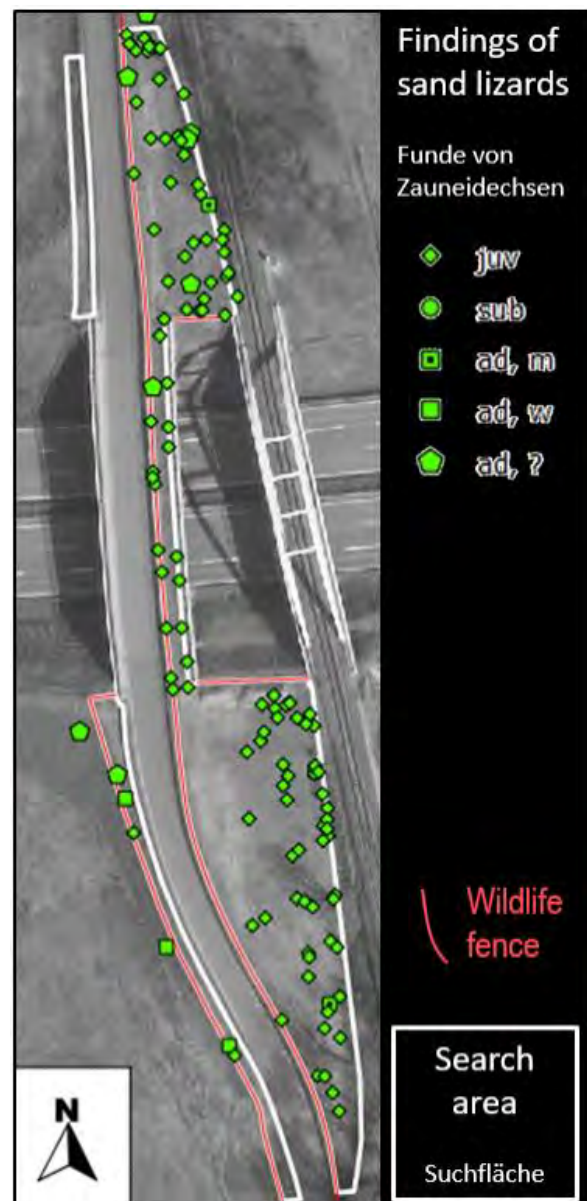 Findings of
sand lizards
Funde von
Zauneidechsen
juv
sub
ad, m
ad, w
ad, ?
Wildlife
fence
Search
area
Suchfläche
N